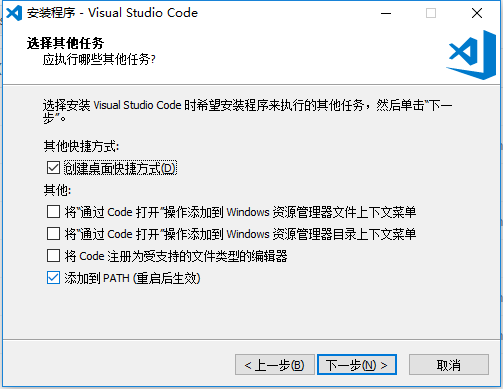 安装程序 - Visual Studio Code
选择其他任务
应执行哪些其他任务?
选择安装 Visual Studio Code 时希望安装程序来执行的其他任务，然后单击“下一
步”。
其他快捷方式:
创建桌面快捷方式(D)
其他:
将“通过 Code 打开”操作添加到 Windows 资源管理器文件上下文菜单
将“通过 Code 打开”操作添加到 Windows 资源管理器目录上下文菜单
将 Code 注册为受支持的文件类型的编辑器
添加到 PATH (重启后生效)
< 上一步(B)
下一步(N) >
取消